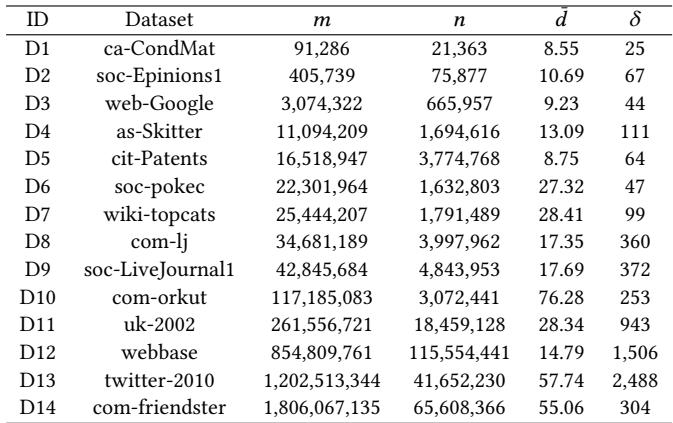 ID Dataset m n d̄ δ
D1 ca-CondMat 91,286 21,363 8.55 25
D2 soc-Epinions1 405,739 75,877 10.69 67
D3 web-Google 3,074,322 665,957 9.23 44
D4 as-Skitter 11,094,209 1,694,616 13.09 111
D5 cit-Patents 16,518,947 3,774,768 8.75 64
D6 soc-pokec 22,301,964 1,632,803 27.32 47
D7 wiki-topcats 25,444,207 1,791,489 28.41 99
D8 com-lj 34,681,189 3,997,962 17.35 360
D9 soc-LiveJournal1 42,845,684 4,843,953 17.69 372
D10 com-orkut 117,185,083 3,072,441 76.28 253
D11 uk-2002 261,556,721 18,459,128 28.34 943
D12 webbase 854,809,761 115,554,441 14.79 1,506
D13 twitter-2010 1,202,513,344 41,652,230 57.74 2,488
D14 com-friendster 1,806,067,135 65,608,366 55.06 304